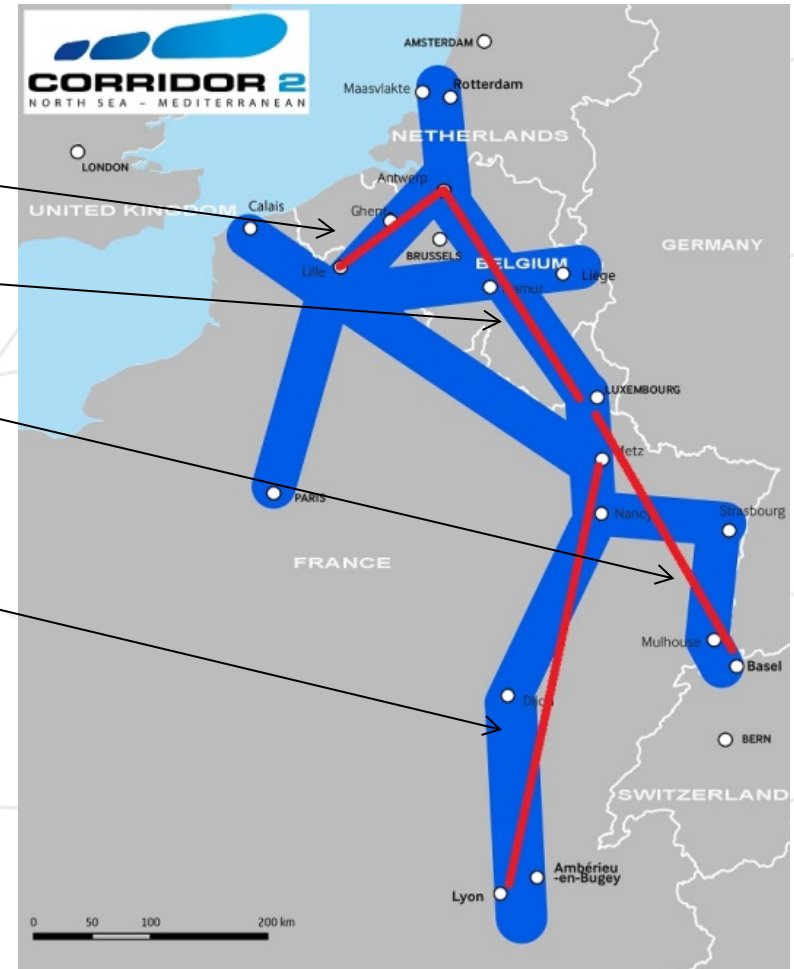 CORRIDOR 2
NORTH SEA – MEDITERRANEAN
AMSTERDAM
Maasvlakte
Rotterdam
NETHERLANDS
LONDON
Antwerp
UNITED KINGDOM
Calais
Ghent
BRUSSELS
GERMANY
BELGIUM
Lille
Liège
Namur
LUXEMBOURG
Metz
PARIS
Nancy
Strasbourg
FRANCE
Mulhouse
Basel
Dijon
BERN
SWITZERLAND
Ambérieu
-en-Bugey
Lyon
0 50 100 200 km